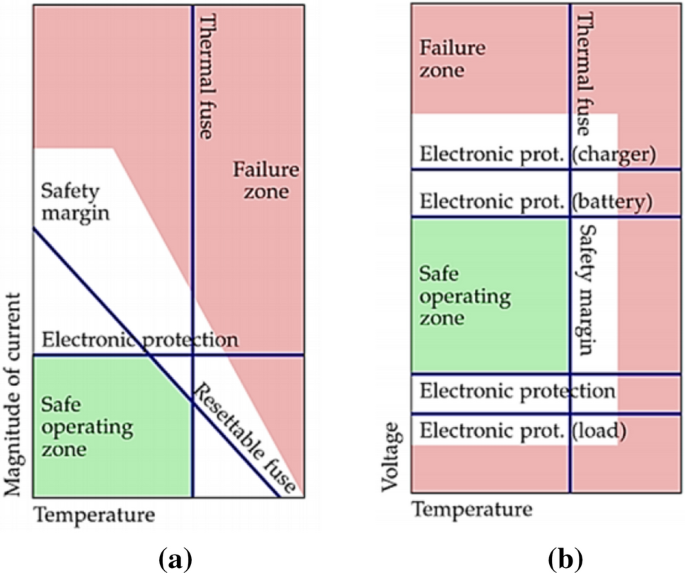 Thermal fuse
Failure
zone
Safety
margin
Electronic protection
Resettable fuse
Safe
operating
zone
Magnitude of current
Temperature
(a)
Failure
zone
Thermal fuse
Electronic prot. (charger)
Electronic prot. (battery)
Safety margin
Safe
operating
zone
Electronic protection
Electronic prot. (load)
Voltage
Temperature
(b)